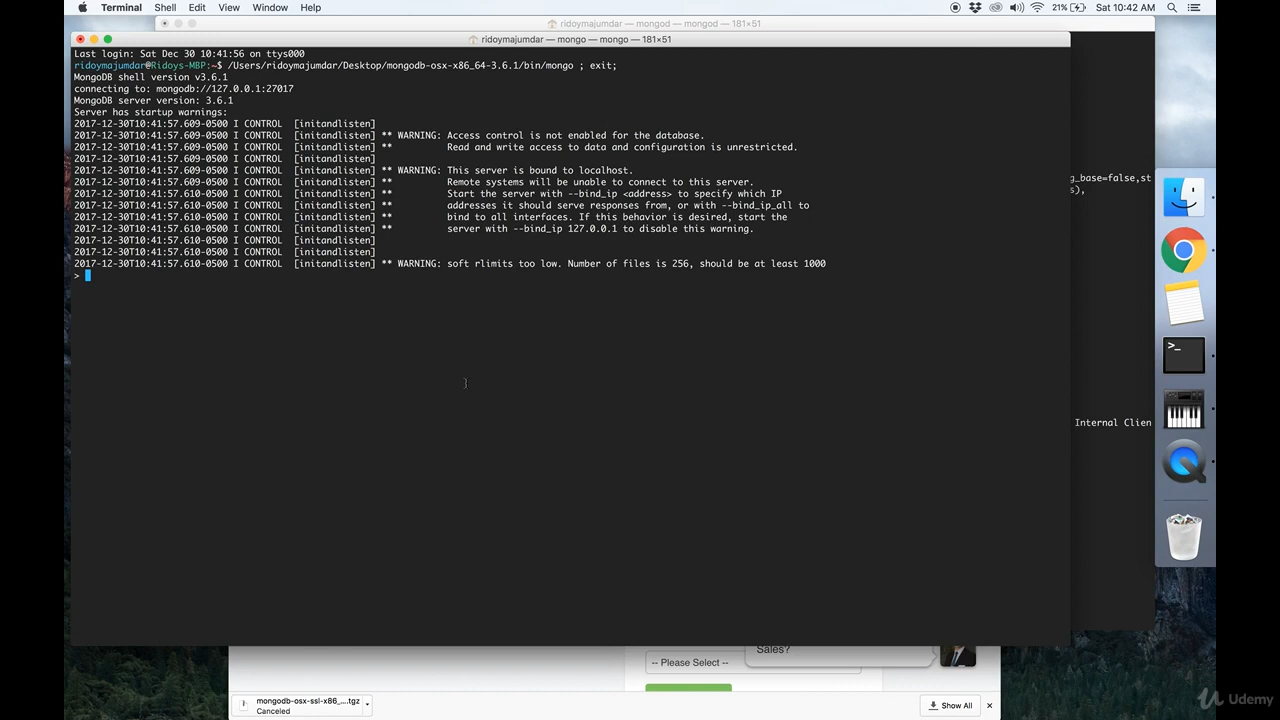 Terminal Shell Edit View Window Help 21% Sat 10:42 AM
ridoymajumdar — mongod — mongod — 181×51
ridoymajumdar — mongo — mongo — 181×51
Last login: Sat Dec 30 10:41:56 on ttys000
ridoymajumdar@Ridoys-MBP:~$ /Users/ridoymajumdar/Desktop/mongodb-osx-x86_64-3.6.1/bin/mongo ; exit;
MongoDB shell version v3.6.1
connecting to: mongodb://127.0.0.1:27017
MongoDB server version: 3.6.1
Server has startup warnings:
2017-12-30T10:41:57.609-0500 I CONTROL [initandlisten]
2017-12-30T10:41:57.609-0500 I CONTROL [initandlisten] ** WARNING: Access control is not enabled for the database.
2017-12-30T10:41:57.609-0500 I CONTROL [initandlisten] ** Read and write access to data and configuration is unrestricted.
2017-12-30T10:41:57.609-0500 I CONTROL [initandlisten]
2017-12-30T10:41:57.609-0500 I CONTROL [initandlisten] ** WARNING: This server is bound to localhost.
2017-12-30T10:41:57.609-0500 I CONTROL [initandlisten] ** Remote systems will be unable to connect to this server.
2017-12-30T10:41:57.610-0500 I CONTROL [initandlisten] ** Start the server with --bind_ip <address> to specify which IP
2017-12-30T10:41:57.610-0500 I CONTROL [initandlisten] ** addresses it should serve responses from, or with --bind_ip_all to
2017-12-30T10:41:57.610-0500 I CONTROL [initandlisten] ** bind to all interfaces. If this behavior is desired, start the
2017-12-30T10:41:57.610-0500 I CONTROL [initandlisten] ** server with --bind_ip 127.0.0.1 to disable this warning.
2017-12-30T10:41:57.610-0500 I CONTROL [initandlisten]
2017-12-30T10:41:57.610-0500 I CONTROL [initandlisten]
2017-12-30T10:41:57.610-0500 I CONTROL [initandlisten] ** WARNING: soft rlimits too low. Number of files is 256, should be at least 1000
>
g_base=false,st
s),
Internal Clien
Sales?
-- Please Select --
mongodb-osx-ssl-x86_....tgz
Canceled
Show All
Udemy